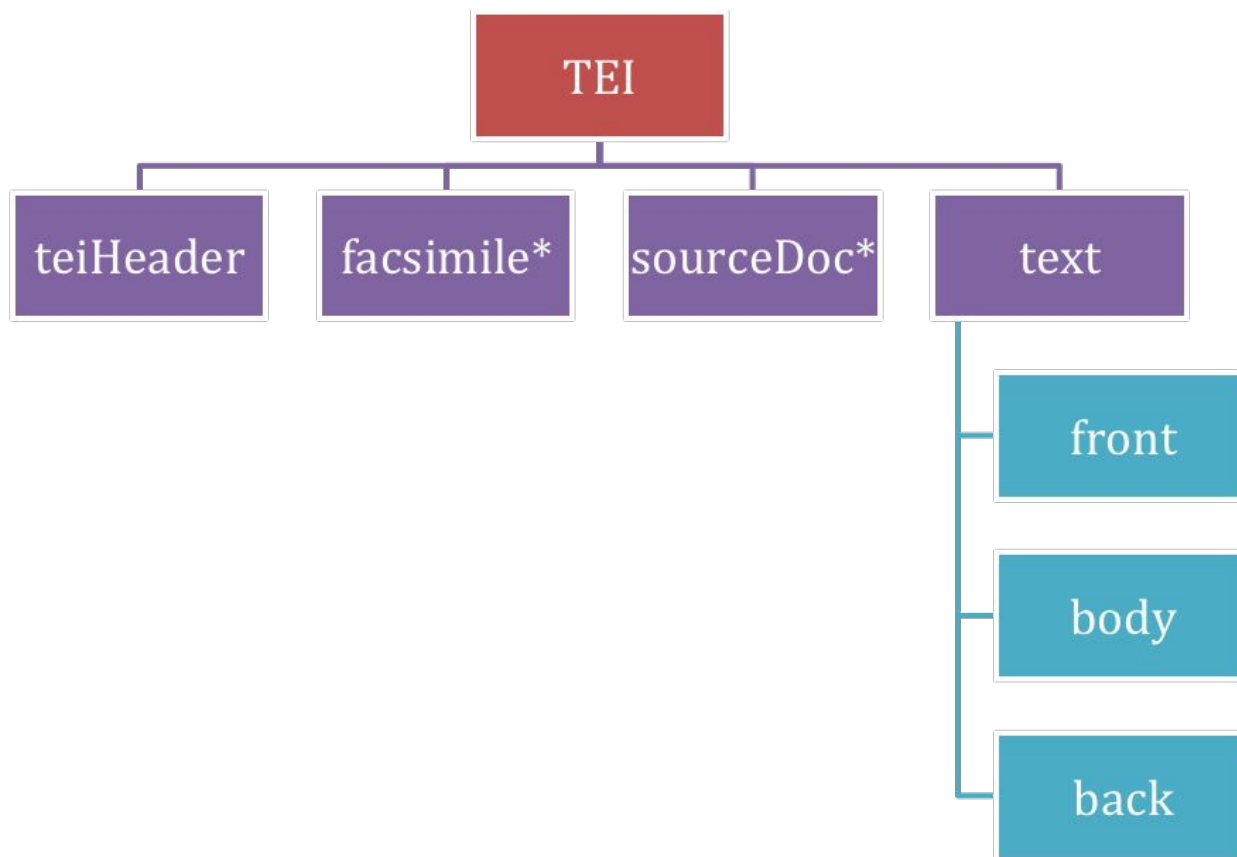 TEI
teiHeader
facsimile*
sourceDoc*
text
front
body
back